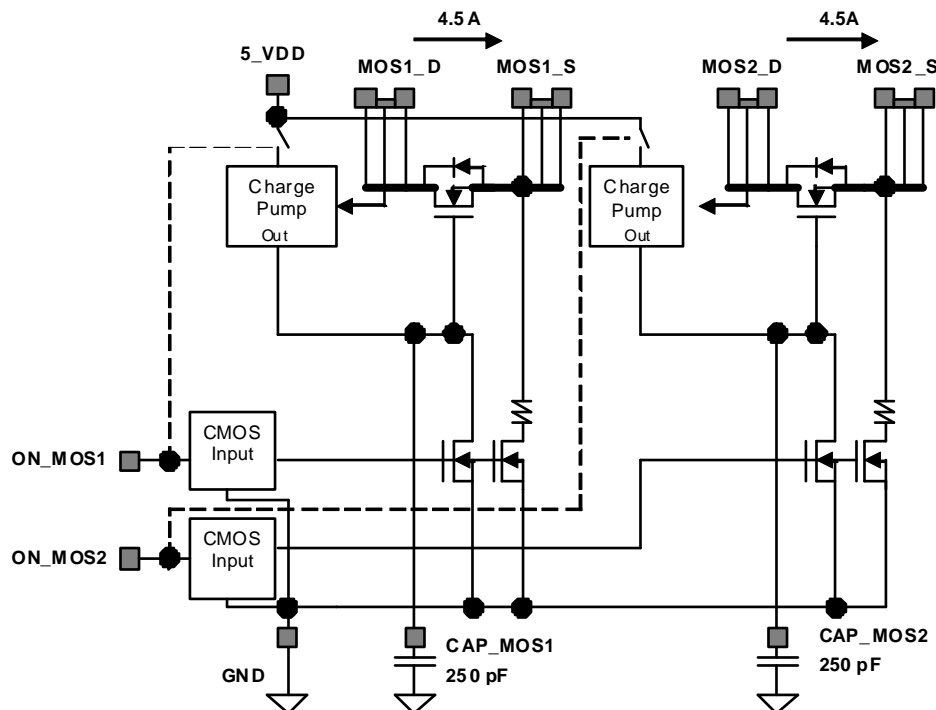 4.5 A
4.5A
5_VDD
MOS1_D
MOS1_S
MOS2_D
MOS2_S
Charge
Pump
Out
Charge
Pump
Out
CMOS
Input
ON_MOS1
CMOS
Input
ON_MOS2
CAP_MOS1
250 pF
CAP_MOS2
250 pF
GND